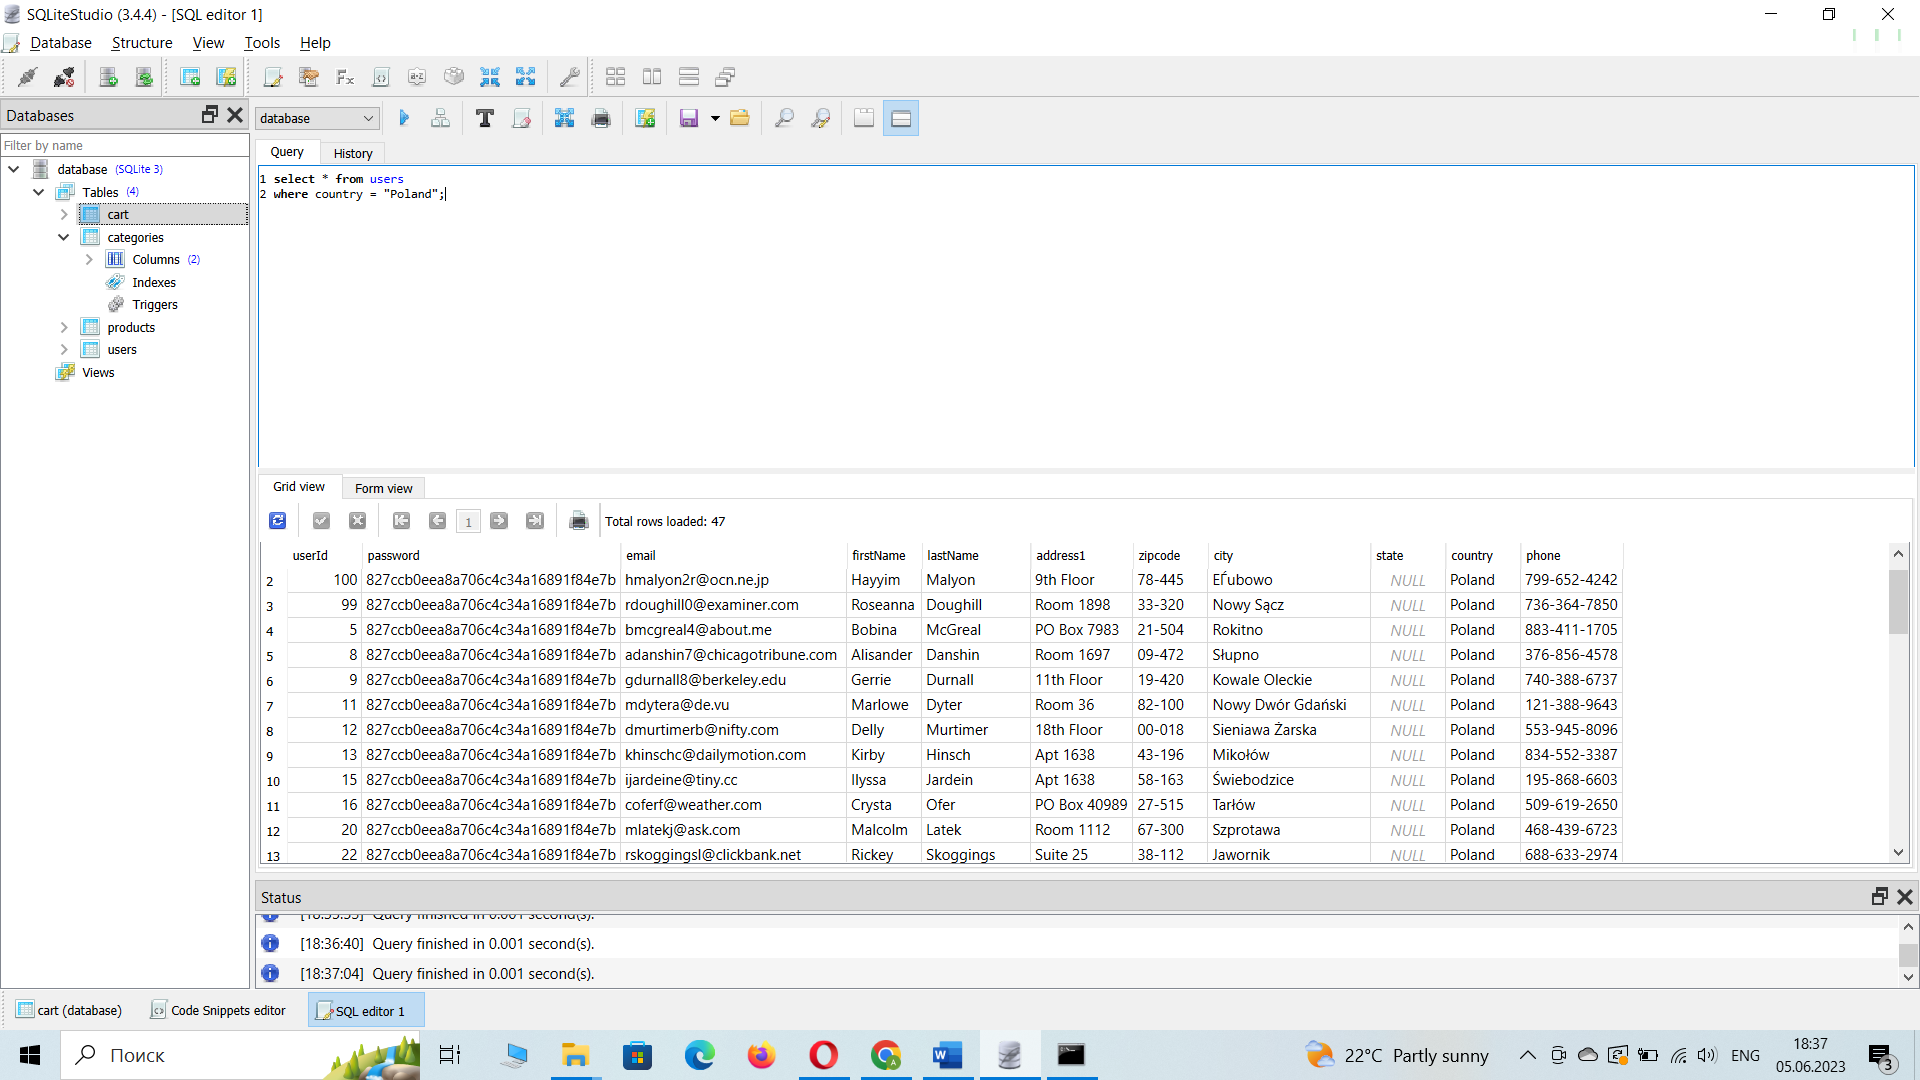 SQLiteStudio (3.4.4) - [SQL editor 1]
Database Structure View Tools Help
Databases
Filter by name
database (SQLite 3)
Tables (4)
cart
categories
Columns (2)
Indexes
Triggers
products
users
Views
database
Query History
1 select * from users
2 where country = "Poland";
Grid view Form view
1 Total rows loaded: 47
userId password email firstName lastName address1 zipcode city state country phone
2 100 827ccb0eea8a706c4c34a16891f84e7b hmalyon2r@ocn.ne.jp Hayyim Malyon 9th Floor 78-445 EЃubowo NULL Poland 799-652-4242
3 99 827ccb0eea8a706c4c34a16891f84e7b rdoughill0@examiner.com Roseanna Doughill Room 1898 33-320 Nowy Sącz NULL Poland 736-364-7850
4 5 827ccb0eea8a706c4c34a16891f84e7b bmcgreal4@about.me Bobina McGreal PO Box 7983 21-504 Rokitno NULL Poland 883-411-1705
5 8 827ccb0eea8a706c4c34a16891f84e7b adanshin7@chicagotribune.com Alisander Danshin Room 1697 09-472 Słupno NULL Poland 376-856-4578
6 9 827ccb0eea8a706c4c34a16891f84e7b gdurnall8@berkeley.edu Gerrie Durnall 11th Floor 19-420 Kowale Oleckie NULL Poland 740-388-6737
7 11 827ccb0eea8a706c4c34a16891f84e7b mdytera@de.vu Marlowe Dyter Room 36 82-100 Nowy Dwór Gdański NULL Poland 121-388-9643
8 12 827ccb0eea8a706c4c34a16891f84e7b dmurtimerb@nifty.com Delly Murtimer 18th Floor 00-018 Sieniawa Żarska NULL Poland 553-945-8096
9 13 827ccb0eea8a706c4c34a16891f84e7b khinschc@dailymotion.com Kirby Hinsch Apt 1638 43-196 Mikołów NULL Poland 834-552-3387
10 15 827ccb0eea8a706c4c34a16891f84e7b ijardeine@tiny.cc Ilyssa Jardein Apt 1638 58-163 Świebodzice NULL Poland 195-868-6603
11 16 827ccb0eea8a706c4c34a16891f84e7b coferf@weather.com Crysta Ofer PO Box 40989 27-515 Tarłów NULL Poland 509-619-2650
12 20 827ccb0eea8a706c4c34a16891f84e7b mlatekj@ask.com Malcolm Latek Room 1112 67-300 Szprotawa NULL Poland 468-439-6723
13 22 827ccb0eea8a706c4c34a16891f84e7b rskoggingsl@clickbank.net Rickey Skoggings Suite 25 38-112 Jawornik NULL Poland 688-633-2974
Status
Query finished in 0.001 second(s).
[18:36:40] Query finished in 0.001 second(s).
[18:37:04] Query finished in 0.001 second(s).
cart (database) Code Snippets editor SQL editor 1
Поиск 22°C Partly sunny ENG 18:37
05.06.2023 3